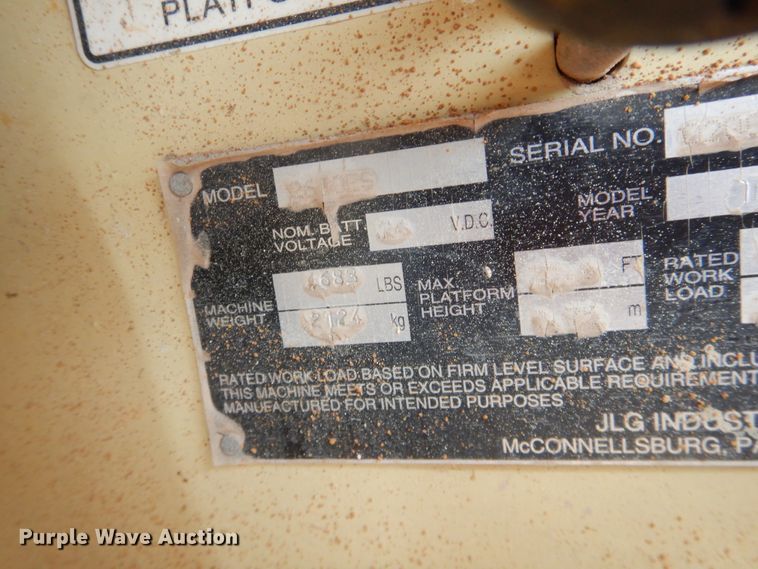 MODEL
SERIAL NO.
NOM. BATT VOLTAGE V.D.C.
MODEL YEAR
MACHINE WEIGHT
LBS
2124 kg
MAX. PLATFORM HEIGHT
FT
m
RATED WORK LOAD
RATED WORK LOAD BASED ON FIRM LEVEL SURFACE AND INCLU
THIS MACHINE MEETS OR EXCEEDS APPLICABLE REQUIREMENT
MANUFACTURED FOR INTENDED PURPOSES
JLG INDUST
McCONNELLSBURG, PA
Purple Wave Auction